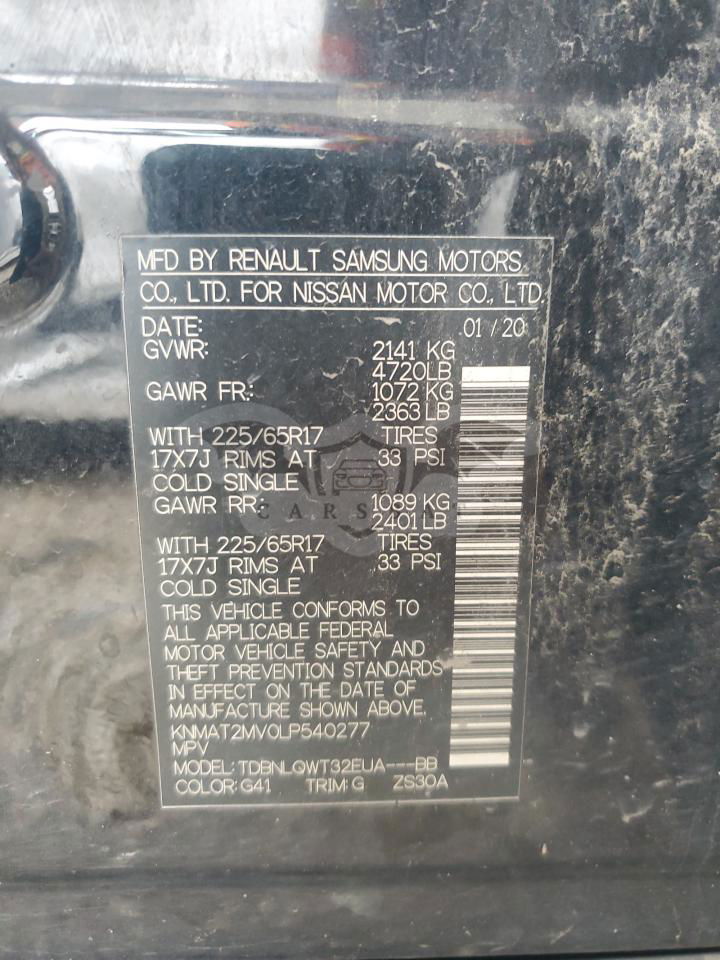 MFD BY RENAULT SAMSUNG MOTORS
CO., LTD. FOR NISSAN MOTOR CO., LTD.
DATE: 01 / 20
GVWR: 2141 KG
4720LB
GAWR FR.: 1072 KG
2363 LB
WITH 225/65R17 TIRES
17X7J RIMS AT 33 PSI
COLD SINGLE
GAWR RR: 1089 KG
2401 LB
WITH 225/65R17 TIRES
17X7J RIMS AT 33 PSI
COLD SINGLE
THIS VEHICLE CONFORMS TO
ALL APPLICABLE FEDERAL
MOTOR VEHICLE SAFETY AND
THEFT PREVENTION STANDARDS
IN EFFECT ON THE DATE OF
MANUFACTURE SHOWN ABOVE.
KNMAT2MV0LP540277
MPV
MODEL: TDBNLQWT32EUA---BB
COLOR: G41 TRIM: G ZS30A